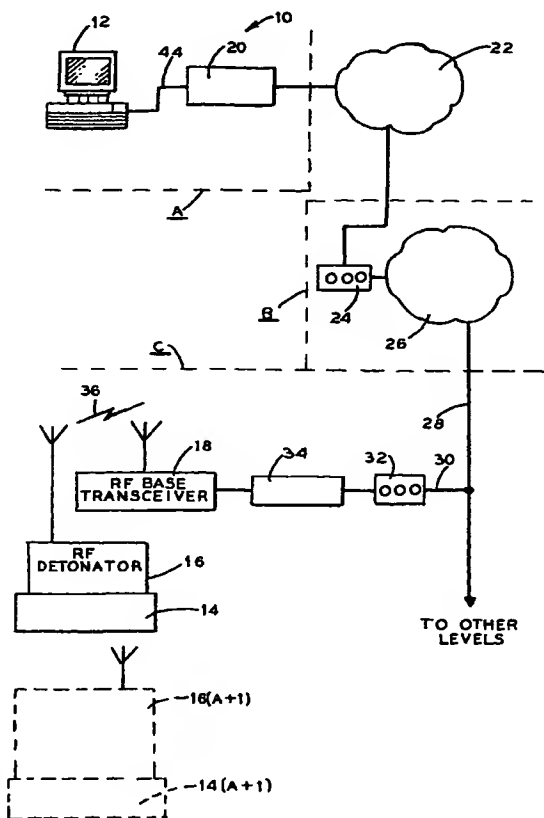 10
12
44
20
22
A
B
24
26
C
36
28
18
RF BASE
TRANSCEIVER
34
32
30
RF
DETONATOR
16
14
TO OTHER
LEVELS
16(A+1)
14(A+1)